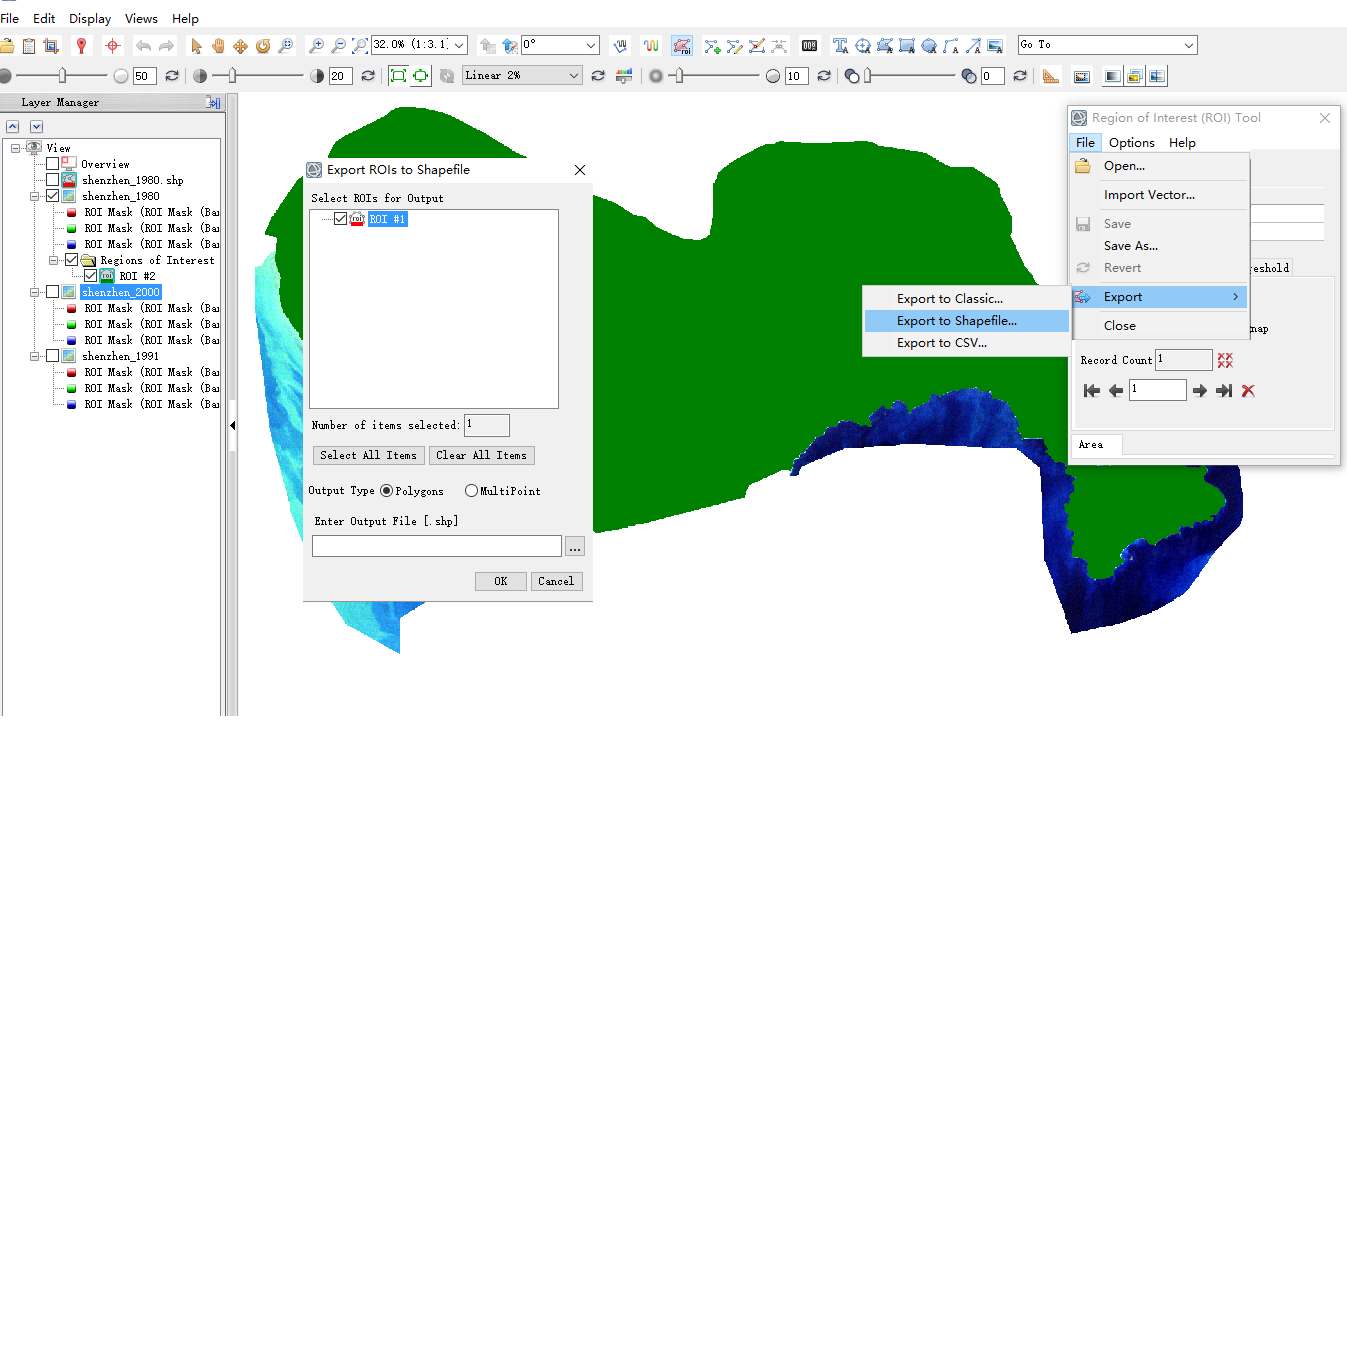 File Edit Display Views Help
32.0% (1:3.1 0° Go To
50 20 Linear 2% 10 0
Layer Manager
View
Overview
shenzhen_1980.shp
shenzhen_1980
ROI Mask (ROI Mask (Ba
ROI Mask (ROI Mask (Ba
ROI Mask (ROI Mask (Ba
Regions of Interest
ROI #2
shenzhen_2000
ROI Mask (ROI Mask (Ba
ROI Mask (ROI Mask (Ba
ROI Mask (ROI Mask (Ba
shenzhen_1991
ROI Mask (ROI Mask (Ba
ROI Mask (ROI Mask (Ba
ROI Mask (ROI Mask (Ba
Export ROIs to Shapefile
Select ROIs for Output
ROI #1
Number of items selected: 1
Select All Items Clear All Items
Output Type Polygons MultiPoint
Enter Output File [.shp]
...
OK Cancel
Region of Interest (ROI) Tool
File Options Help
Open...
Import Vector...
Save
Save As...
Revert
Export
Close
Export to Classic...
Export to Shapefile...
Export to CSV...
eshold
Record Count 1
1
Area